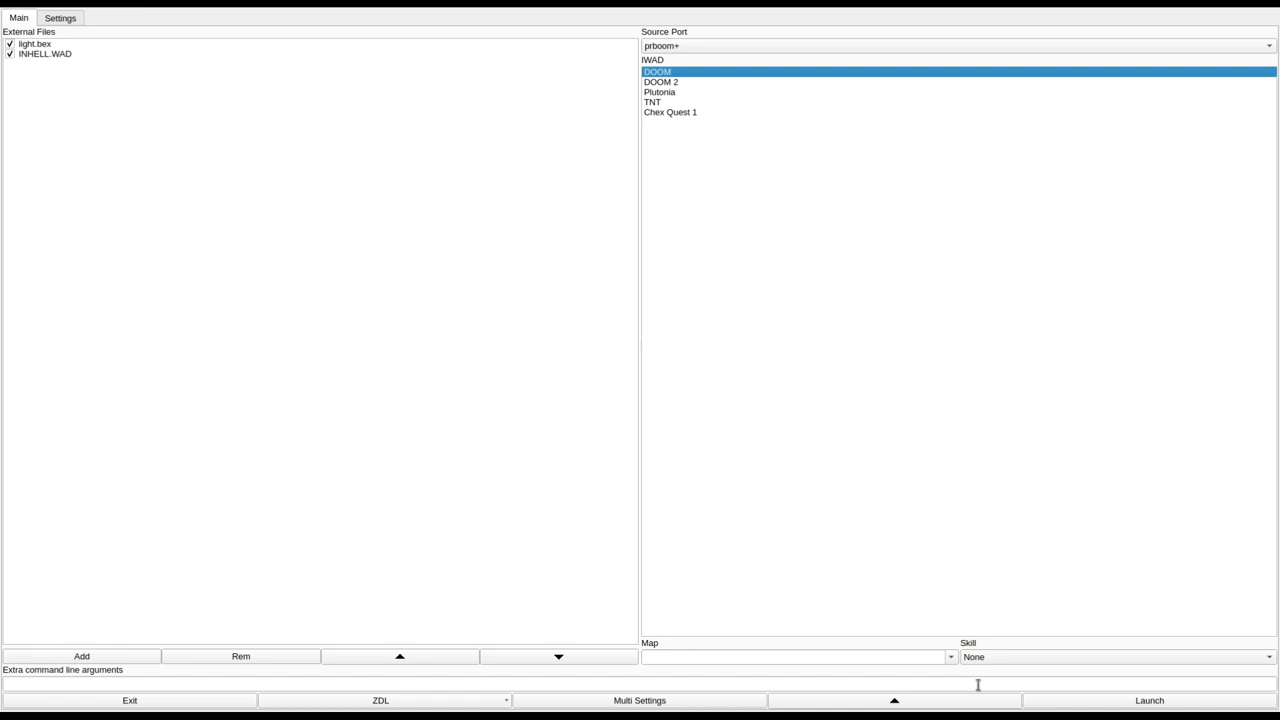 Main Settings
External Files
light.bex
INHELL.WAD
Source Port
prboom+
IWAD
DOOM
DOOM 2
Plutonia
TNT
Chex Quest 1
Add Rem
Map Skill
None
Extra command line arguments
Exit ZDL Multi Settings Launch